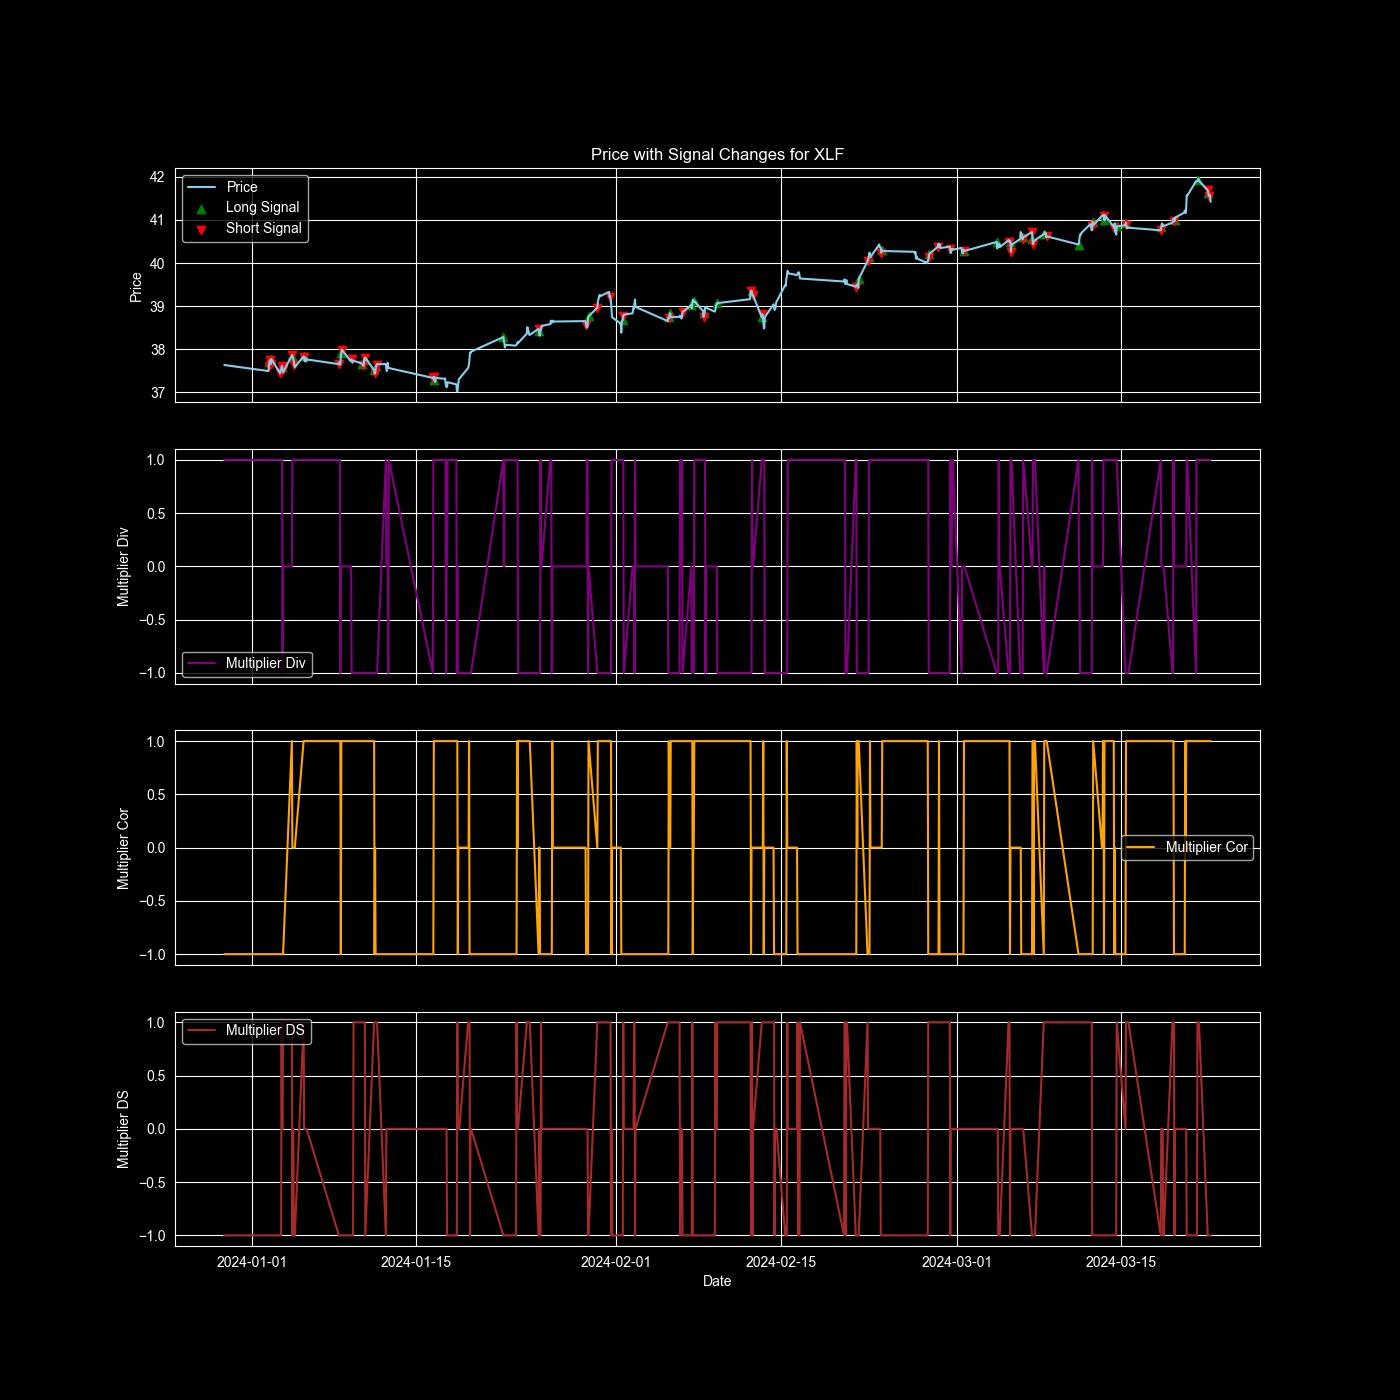 Price with Signal Changes for XLF
42
41
40
39
38
37
Price
Price
Long Signal
Short Signal
1.0
0.5
0.0
−0.5
−1.0
Multiplier Div
Multiplier Div
1.0
0.5
0.0
−0.5
−1.0
Multiplier Cor
Multiplier Cor
1.0
0.5
0.0
−0.5
−1.0
Multiplier DS
Multiplier DS
2024-01-01 2024-01-15 2024-02-01 2024-02-15 2024-03-01 2024-03-15
Date